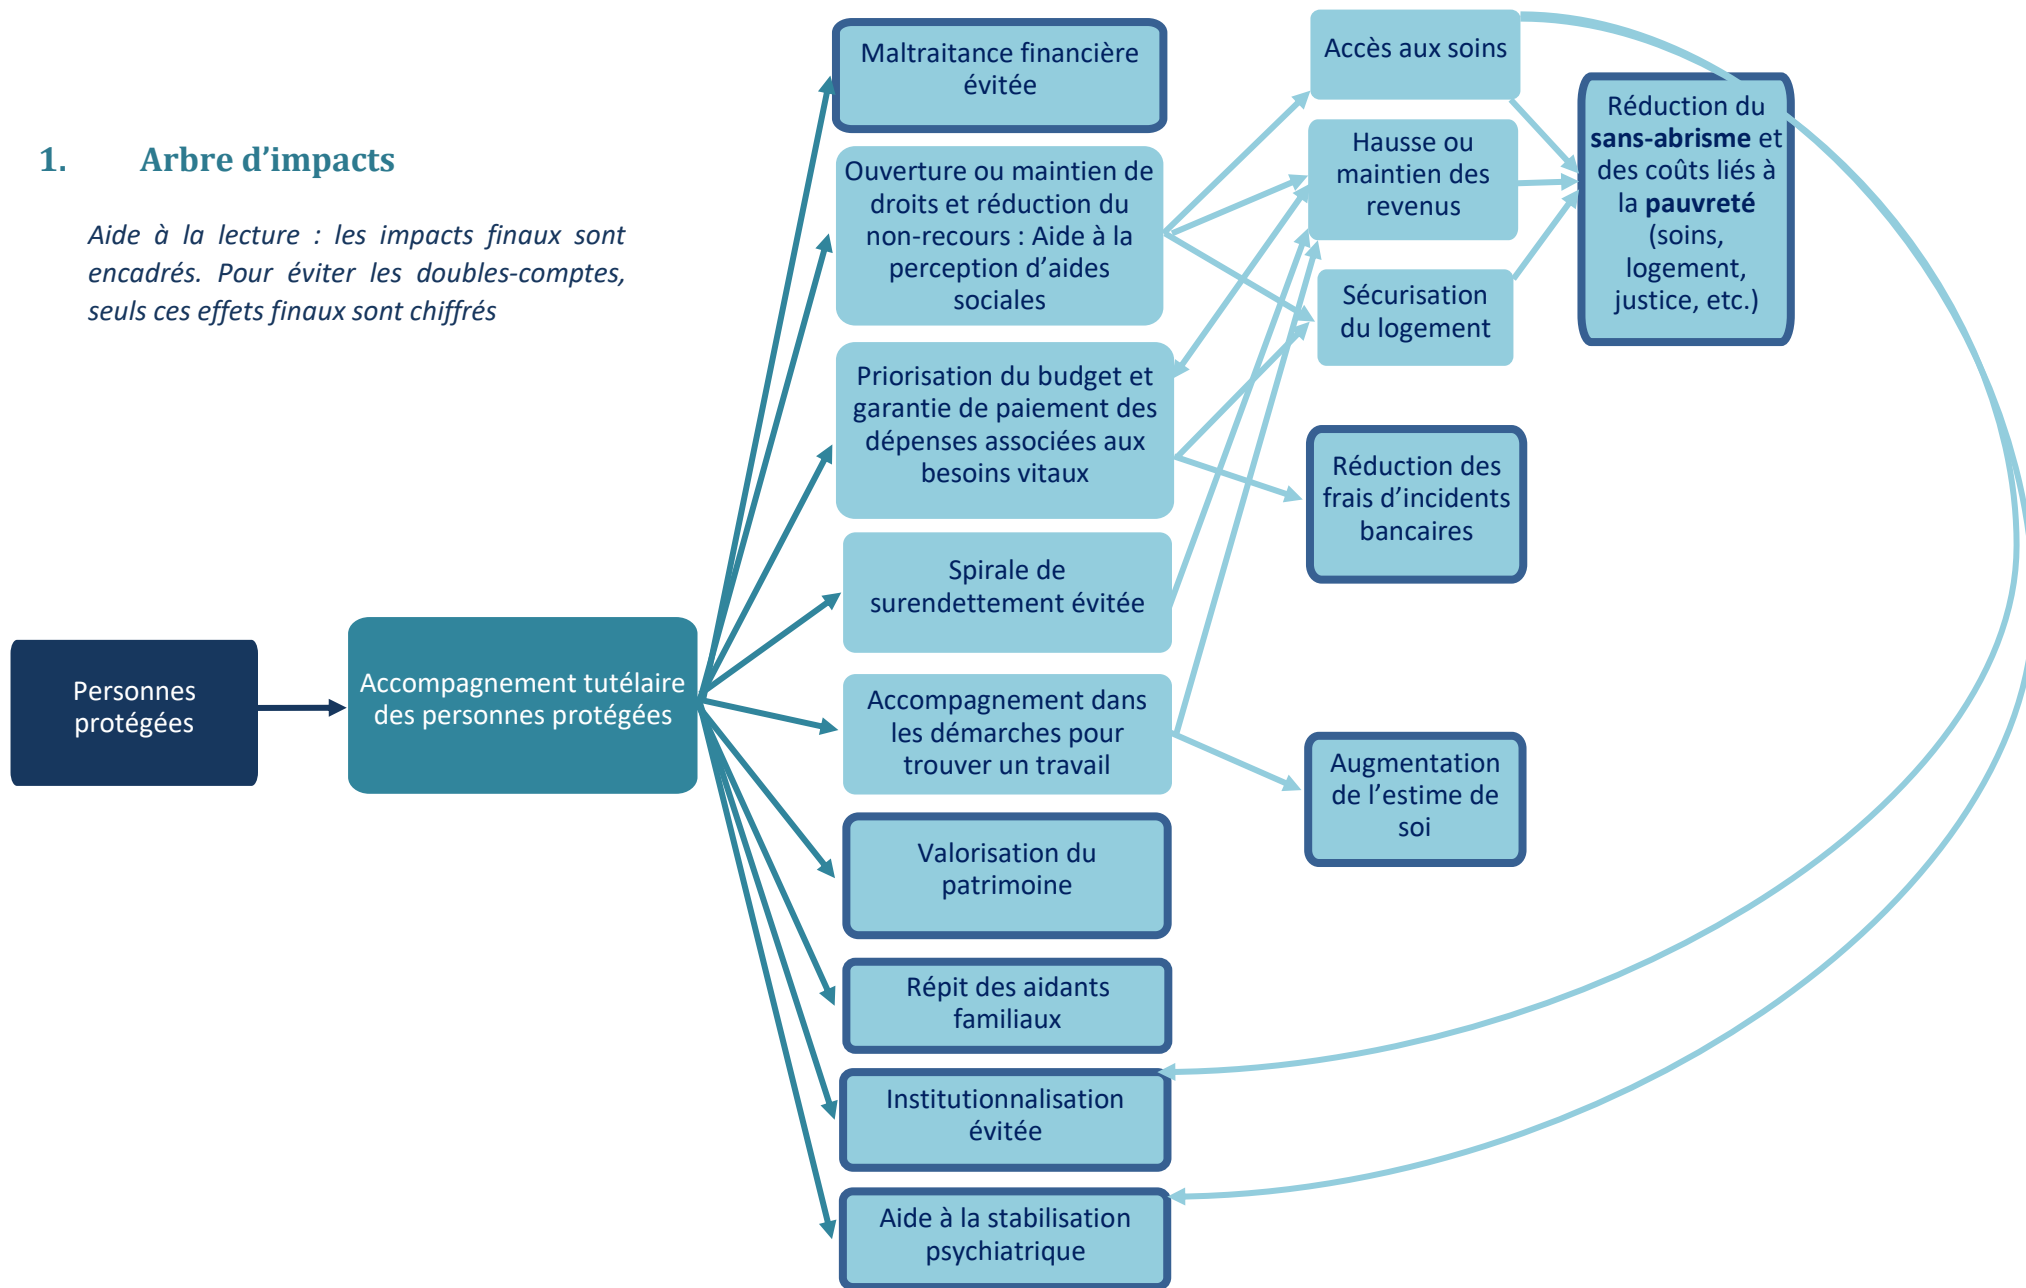 1. Arbre d’impacts
Aide à la lecture : les impacts finaux sont
encadrés. Pour éviter les doubles-comptes,
seuls ces effets finaux sont chiffrés
Personnes
protégées
Accompagnement tutélaire
des personnes protégées
Maltraitance financière
évitée
Ouverture ou maintien de
droits et réduction du
non-recours : Aide à la
perception d’aides
sociales
Priorisation du budget et
garantie de paiement des
dépenses associées aux
besoins vitaux
Spirale de
surendettement évitée
Accompagnement dans
les démarches pour
trouver un travail
Valorisation du
patrimoine
Répit des aidants
familiaux
Institutionnalisation
évitée
Aide à la stabilisation
psychiatrique
Accès aux soins
Hausse ou
maintien des
revenus
Sécurisation
du logement
Réduction des
frais d’incidents
bancaires
Augmentation
de l’estime de
soi
Réduction du
sans-abrisme et
des coûts liés à
la pauvreté
(soins,
logement,
justice, etc.)